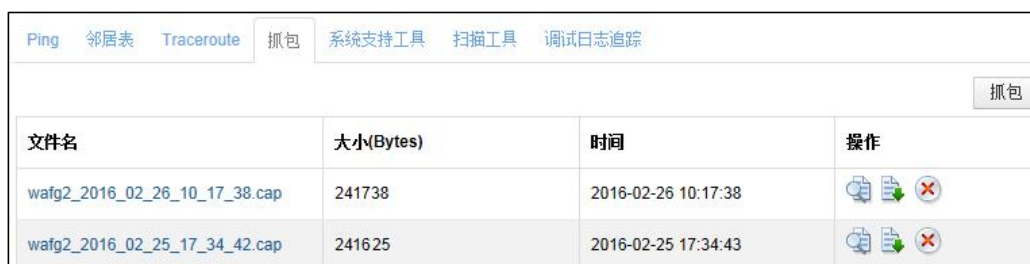 Ping 邻居表 Traceroute 抓包 系统支持工具 扫描工具 调试日志追踪
抓包
文件名 大小(Bytes) 时间 操作
wafg2_2016_02_26_10_17_38.cap 241738 2016-02-26 10:17:38
wafg2_2016_02_25_17_34_42.cap 241625 2016-02-25 17:34:43